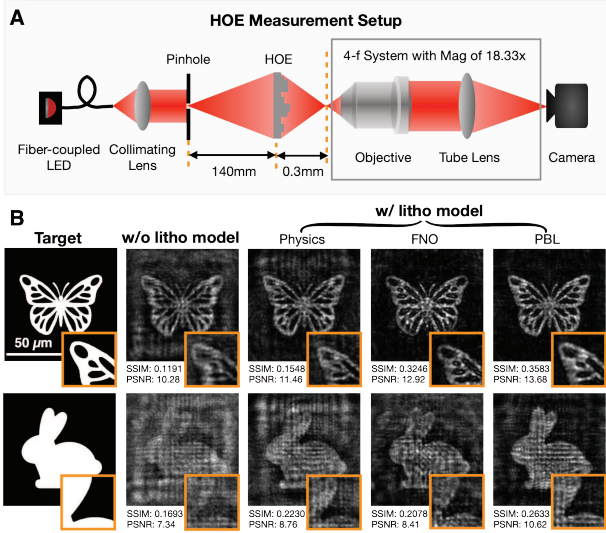 A
HOE Measurement Setup
Pinhole
HOE
4-f System with Mag of 18.33x
Fiber-coupled
LED
Collimating
Lens
Objective
Tube Lens
Camera
140mm
0.3mm
B
w/ litho model
Target
w/o litho model
Physics
FNO
PBL
50 µm
SSIM: 0.1191
PSNR: 10.28
SSIM: 0.1548
PSNR: 11.46
SSIM: 0.3246
PSNR: 12.92
SSIM: 0.3583
PSNR: 13.68
SSIM: 0.1693
PSNR: 7.34
SSIM: 0.2230
PSNR: 8.76
SSIM: 0.2078
PSNR: 8.41
SSIM: 0.2633
PSNR: 10.62